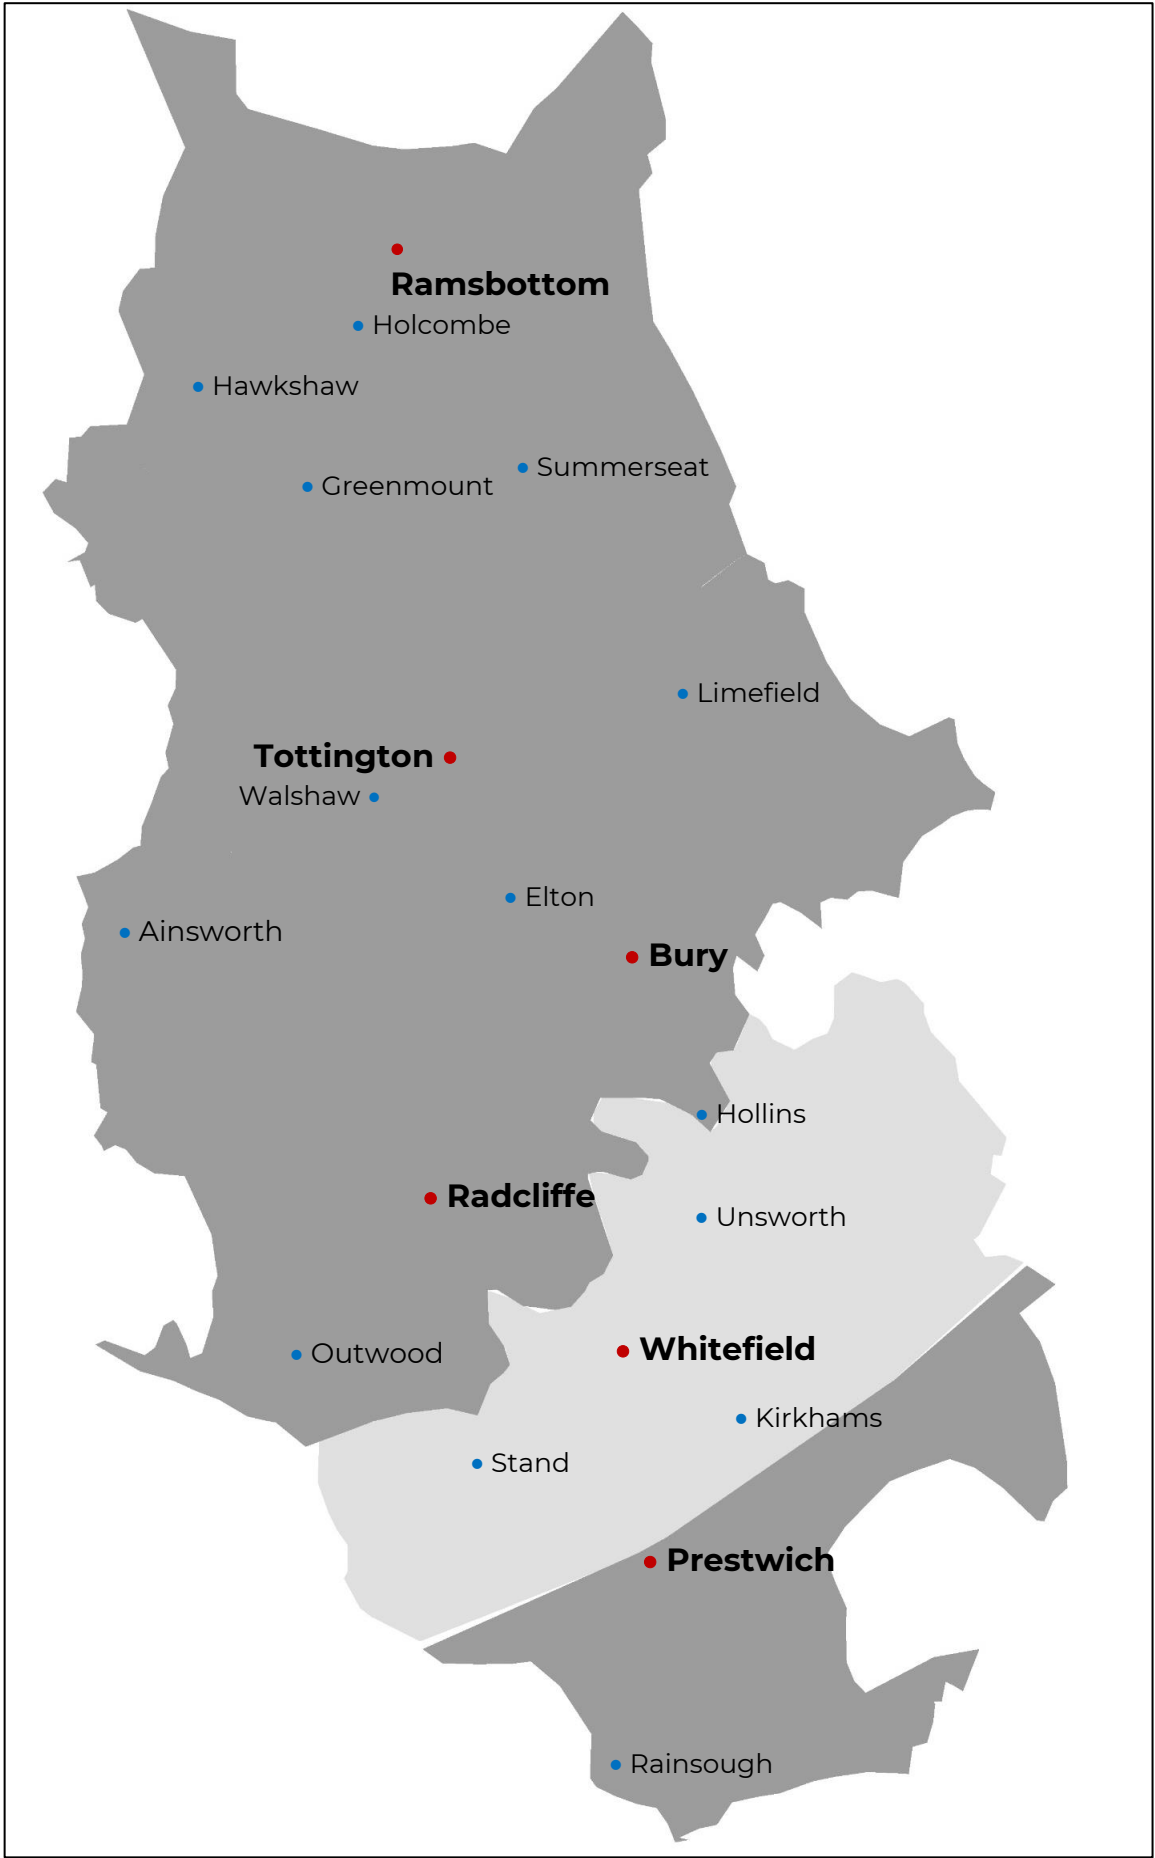 Ramsbottom
Holcombe
Hawkshaw
Summerseat
Greenmount
Limefield
Tottington
Walshaw
Elton
Ainsworth
Bury
Hollins
Radcliffe
Unsworth
Whitefield
Outwood
Kirkhams
Stand
Prestwich
Rainsough